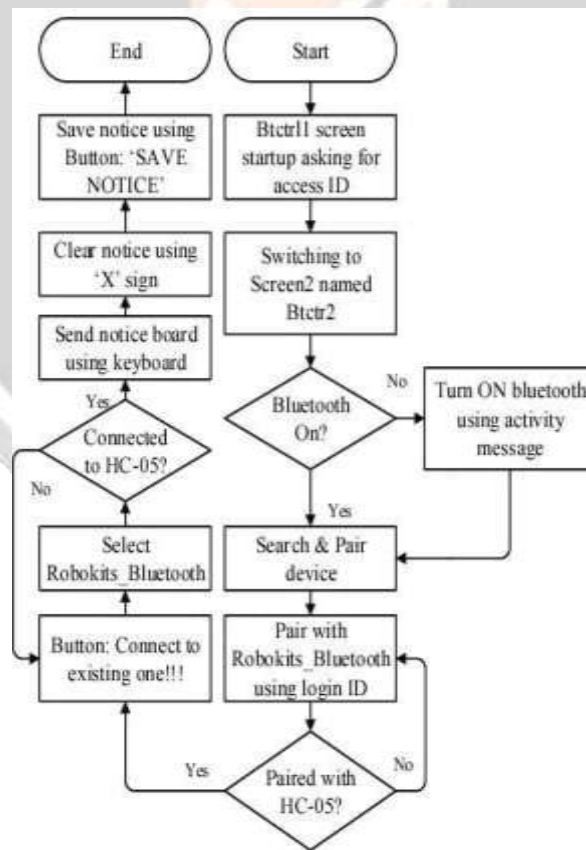 Start
Btctrl1 screen
startup asking for
access ID
Switching to
Screen2 named
Btctr2
Bluetooth
On?
No
Turn ON bluetooth
using activity
message
Yes
Search & Pair
device
Pair with
Robokits_Bluetooth
using login ID
Paired with
HC-05?
No
Yes
Button: Connect to
existing one!!!
Select
Robokits_Bluetooth
Connected
to HC-05?
No
Yes
Send notice board
using keyboard
Clear notice using
‘X’ sign
Save notice using
Button: ‘SAVE
NOTICE’
End